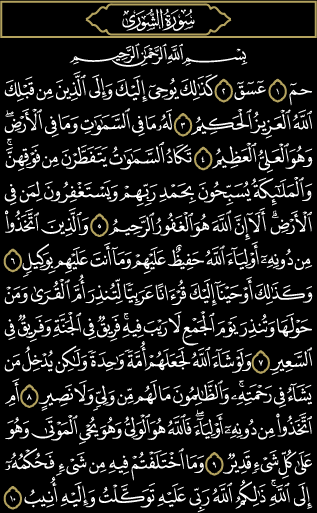 سُورَةُ الشُّورَىٰ
بِسْمِ اللَّهِ الرَّحْمَٰنِ الرَّحِيمِ
حمٓ ١ عٓسٓقٓ ٢ كَذَٰلِكَ يُوحِىٓ إِلَيْكَ وَإِلَى ٱلَّذِينَ مِن قَبْلِكَ
ٱللَّهُ ٱلْعَزِيزُ ٱلْحَكِيمُ ٣ لَهُۥ مَا فِى ٱلسَّمَٰوَٰتِ وَمَا فِى ٱلْأَرْضِ ۖ
وَهُوَ ٱلْعَلِىُّ ٱلْعَظِيمُ ٤ تَكَادُ ٱلسَّمَٰوَٰتُ يَتَفَطَّرْنَ مِن فَوْقِهِنَّ ۚ
وَٱلْمَلَٰٓئِكَةُ يُسَبِّحُونَ بِحَمْدِ رَبِّهِمْ وَيَسْتَغْفِرُونَ لِمَن فِى
ٱلْأَرْضِ ۗ أَلَآ إِنَّ ٱللَّهَ هُوَ ٱلْغَفُورُ ٱلرَّحِيمُ ٥ وَٱلَّذِينَ ٱتَّخَذُوا۟
مِن دُونِهِۦٓ أَوْلِيَآءَ ٱللَّهُ حَفِيظٌ عَلَيْهِمْ وَمَآ أَنتَ عَلَيْهِم بِوَكِيلٍ ٦
وَكَذَٰلِكَ أَوْحَيْنَآ إِلَيْكَ قُرْءَانًا عَرَبِيًّا لِّتُنذِرَ أُمَّ ٱلْقُرَىٰ وَمَنْ
حَوْلَهَا وَتُنذِرَ يَوْمَ ٱلْجَمْعِ لَا رَيْبَ فِيهِ ۚ فَرِيقٌ فِى ٱلْجَنَّةِ وَفَرِيقٌ فِى
ٱلسَّعِيرِ ٧ وَلَوْ شَآءَ ٱللَّهُ لَجَعَلَهُمْ أُمَّةً وَٰحِدَةً وَلَٰكِن يُدْخِلُ مَن
يَشَآءُ فِى رَحْمَتِهِۦ ۚ وَٱلظَّٰلِمُونَ مَا لَهُم مِّن وَلِىٍّ وَلَا نَصِيرٍ ٨ أَمِ
ٱتَّخَذُوا۟ مِن دُونِهِۦٓ أَوْلِيَآءَ ۖ فَٱللَّهُ هُوَ ٱلْوَلِىُّ وَهُوَ يُحْىِ ٱلْمَوْتَىٰ وَهُوَ
عَلَىٰ كُلِّ شَىْءٍ قَدِيرٌ ٩ وَمَا ٱخْتَلَفْتُمْ فِيهِ مِن شَىْءٍ فَحُكْمُهُۥٓ
إِلَى ٱللَّهِ ۚ ذَٰلِكُمُ ٱللَّهُ رَبِّى عَلَيْهِ تَوَكَّلْتُ وَإِلَيْهِ أُنِيبُ ١٠